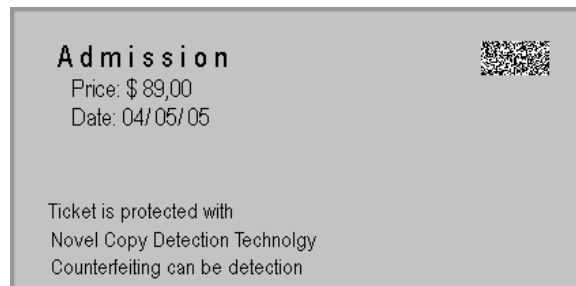 Admission
Price: $ 89,00
Date: 04/05/05
Ticket is protected with
Novel Copy Detection Technolgy
Counterfeiting can be detection